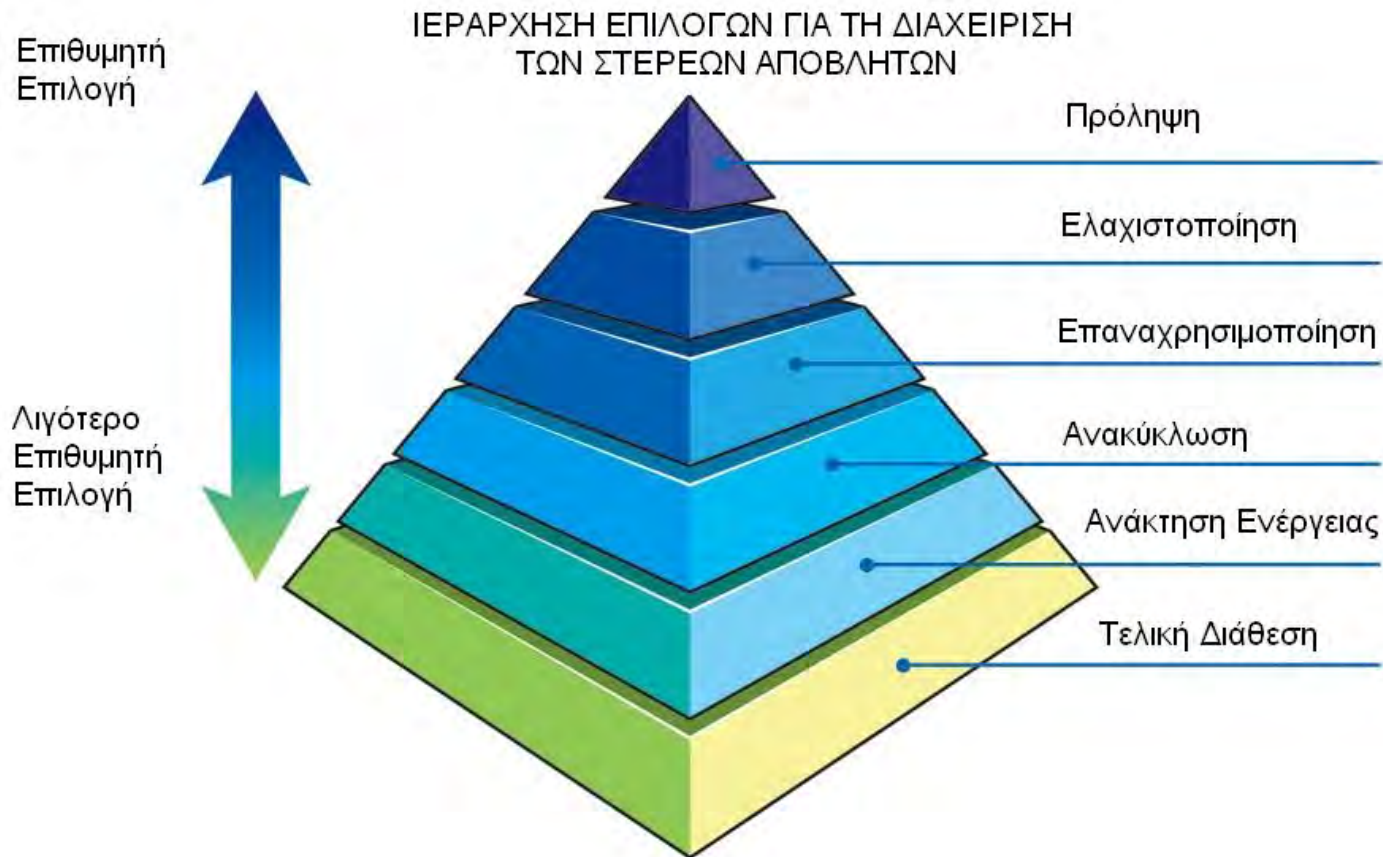 ΙΕΡΑΡΧΗΣΗ ΕΠΙΛΟΓΩΝ ΓΙΑ ΤΗ ΔΙΑΧΕΙΡΙΣΗ
ΤΩΝ ΣΤΕΡΕΩΝ ΑΠΟΒΛΗΤΩΝ
Επιθυμητή
Επιλογή
Πρόληψη
Ελαχιστοποίηση
Επαναχρησιμοποίηση
Λιγότερο
Επιθυμητή
Επιλογή
Ανακύκλωση
Ανάκτηση Ενέργειας
Τελική Διάθεση